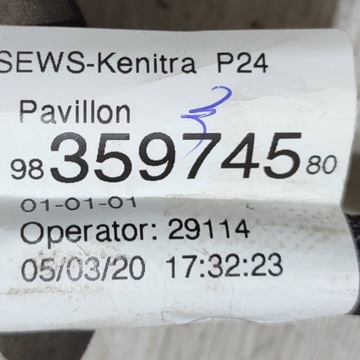 SEWS-Kenitra P24
Pavillon
98 359745 80
01-01-01
Operator: 29114
05/03/20 17:32:23